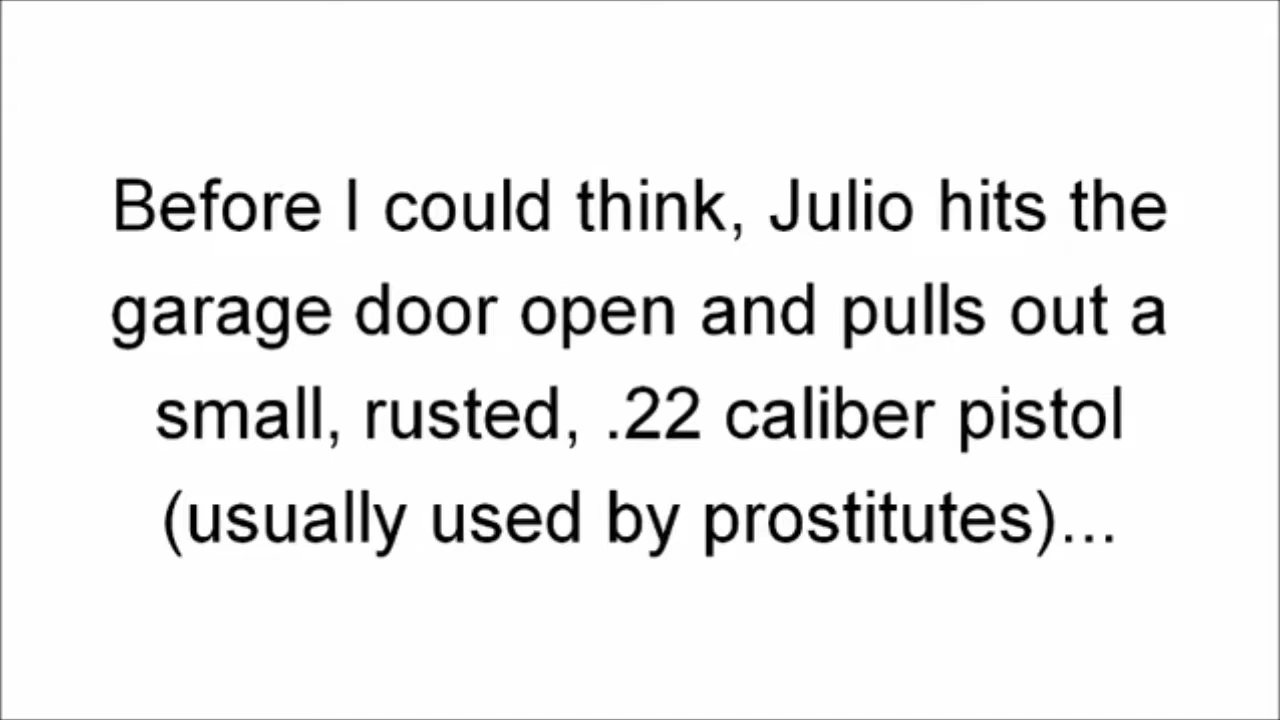 Before I could think, Julio hits the
garage door open and pulls out a
small, rusted, .22 caliber pistol
(usually used by prostitutes)...